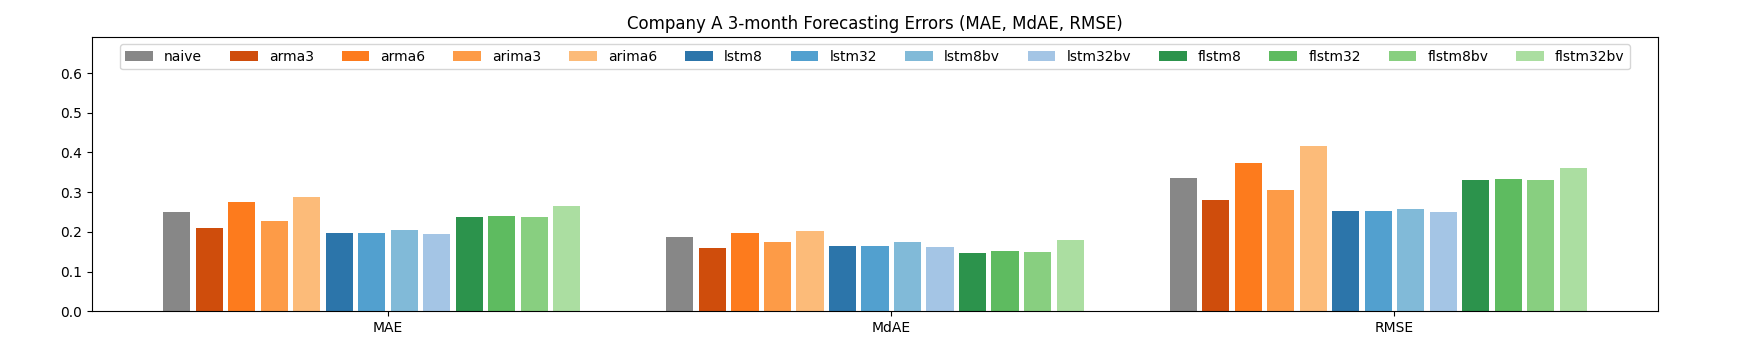 Company A 3-month Forecasting Errors (MAE, MdAE, RMSE)
naive arma3 arma6 arima3 arima6 lstm8 lstm32 lstm8bv lstm32bv flstm8 flstm32 flstm8bv flstm32bv
0.6
0.5
0.4
0.3
0.2
0.1
0.0
MAE MdAE RMSE